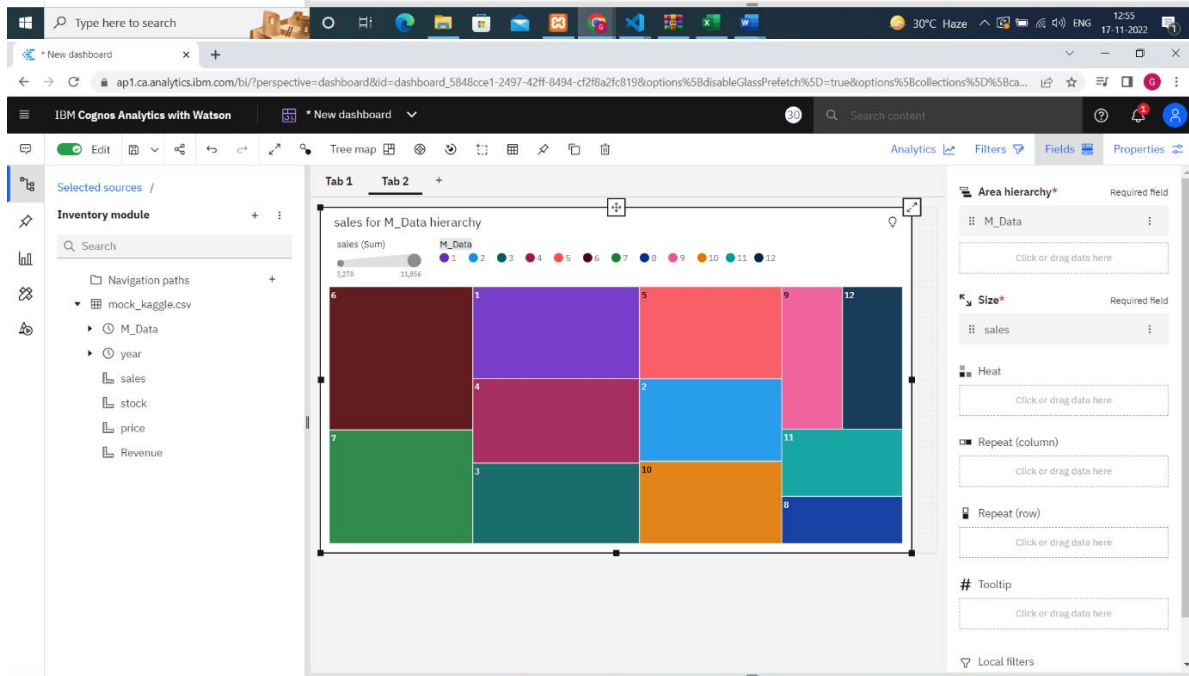 Type here to search
30°C Haze
ENG
12:55
17-11-2022
* New dashboard
ap1.ca.analytics.ibm.com/bi/?perspective=dashboard&id=dashboard_5848cce1-2497-42ff-8494-cf2f8a2fc819&options%5BdisableGlassPrefetch%5D=true&options%5Bcollections%5D%5Bca...
G
IBM Cognos Analytics with Watson
* New dashboard
30
Search content
Edit
Tree map
Analytics
Filters
Fields
Properties
Selected sources /
Inventory module
Search
Navigation paths
mock_kaggle.csv
M_Data
year
sales
stock
price
Revenue
Tab 1
Tab 2
sales for M_Data hierarchy
sales (Sum)
11,856
M_Data
1 2 3 4 5 6 7 8 9 10 11 12
6
1
5
9
12
4
2
7
11
3
10
8
Area hierarchy*
Required field
M_Data
Click or drag data here
Size*
Required field
sales
Heat
Click or drag data here
Repeat (column)
Click or drag data here
Repeat (row)
Click or drag data here
Tooltip
Click or drag data here
Local filters